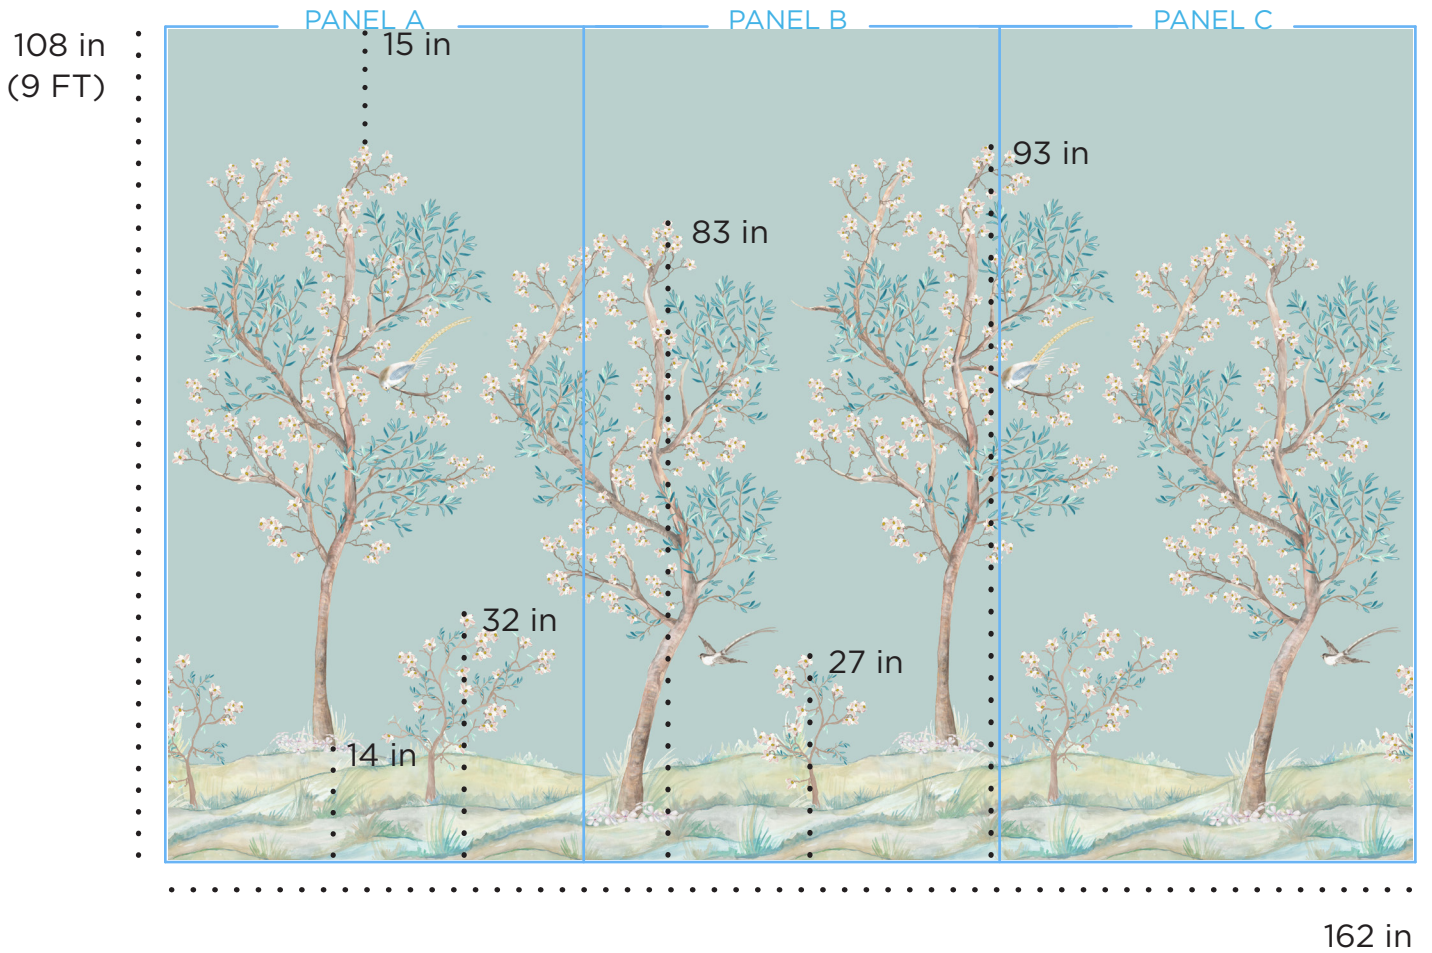 PANEL A
PANEL B
PANEL C
108 in
(9 FT)
15 in
93 in
83 in
32 in
27 in
14 in
162 in